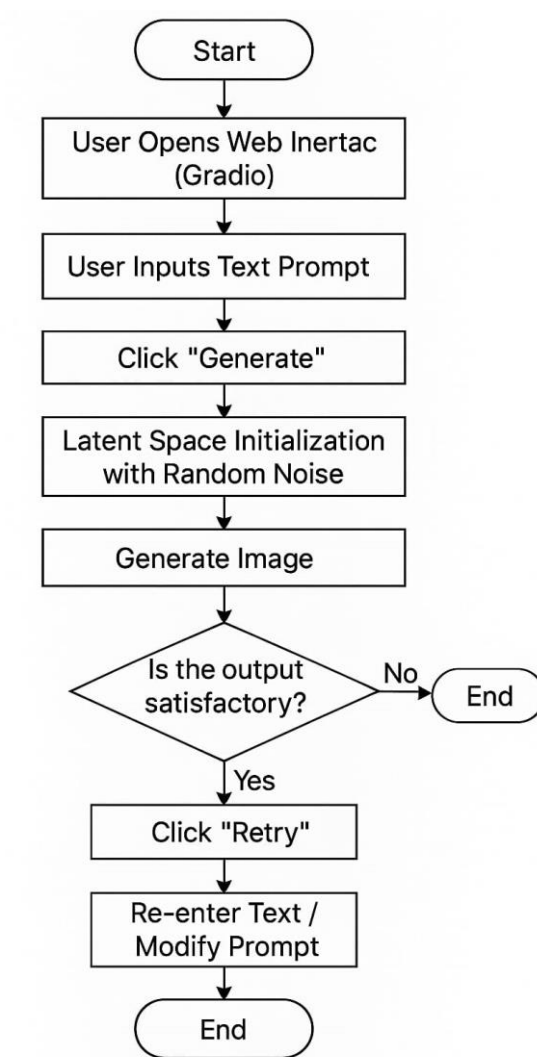 Start
User Opens Web Inertac
(Gradio)
User Inputs Text Prompt
Click "Generate"
Latent Space Initialization
with Random Noise
Generate Image
Is the output
satisfactory?
No
End
Yes
Click "Retry"
Re-enter Text /
Modify Prompt
End